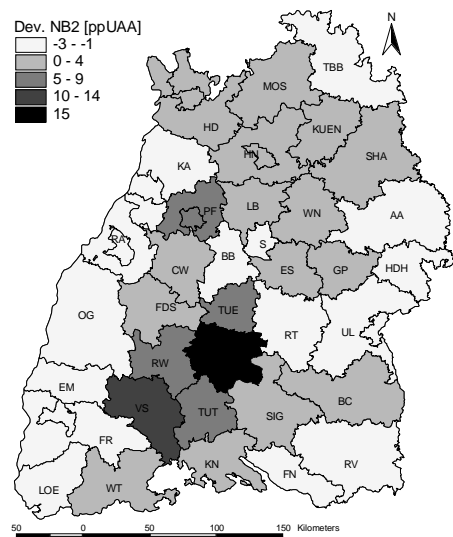 Dev. NB2 [ppUAA]
-3 - -1
0 - 4
5 - 9
10 - 14
15
N
TBB
MOS
HD
KUEN
HN
SHA
KA
PF
LB
WN
AA
RA
S
BB
CW
ES
GP
HDH
OG
FDS
TUE
RT
UL
RW
EM
VS
TUT
SIG
BC
FR
KN
FN
RV
LOE
WT
50 0 50 100 150 Kilometers